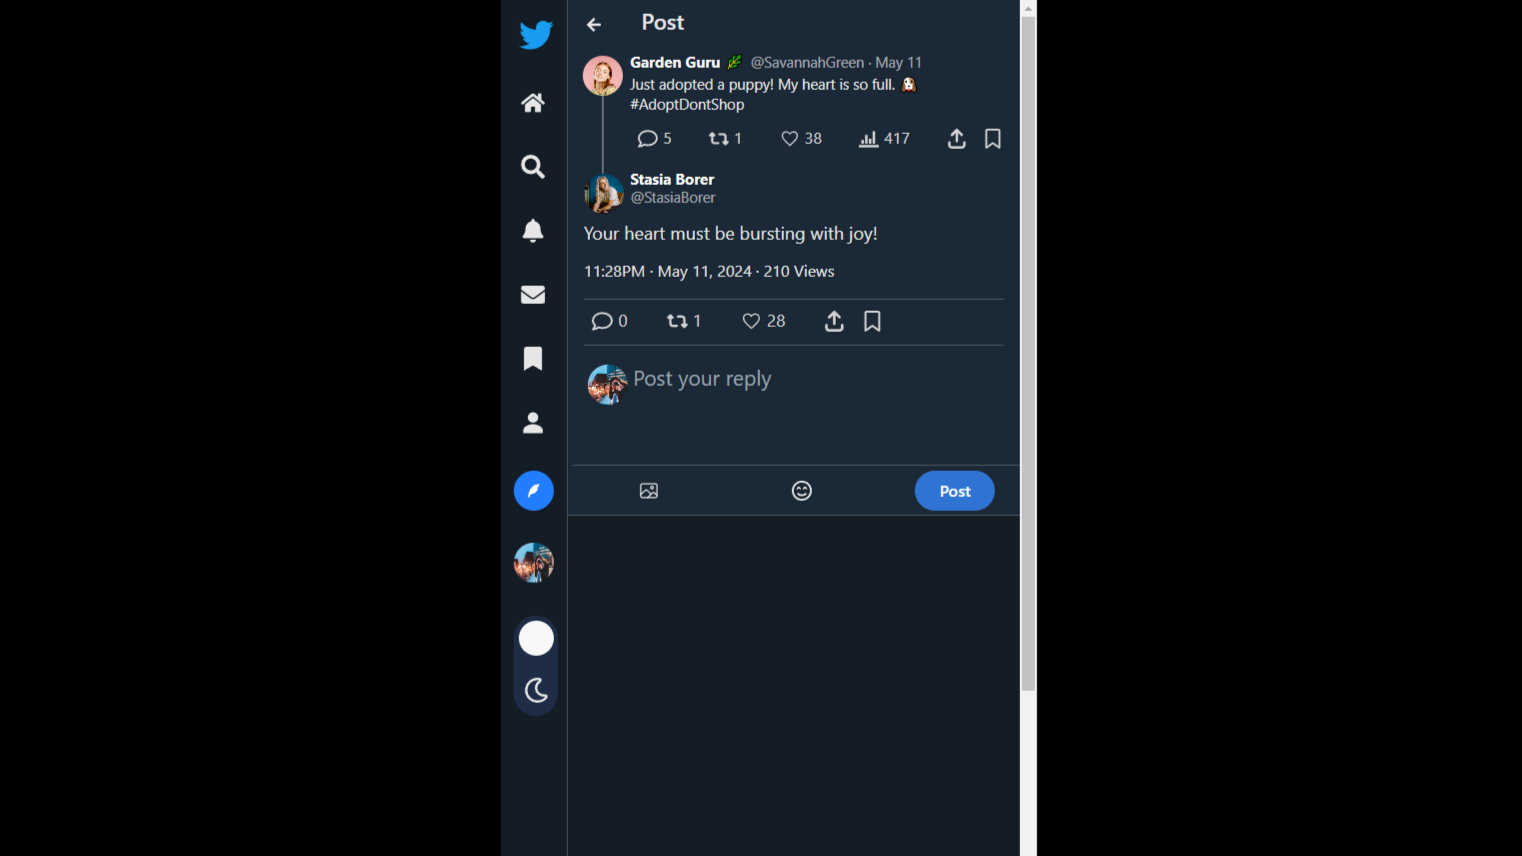 Post
Garden Guru 🌿 @SavannahGreen · May 11
Just adopted a puppy! My heart is so full. 🐶
#AdoptDontShop
5 1 38 417
Stasia Borer
@StasiaBorer
Your heart must be bursting with joy!
11:28PM · May 11, 2024 · 210 Views
0 1 28
Post your reply
Post